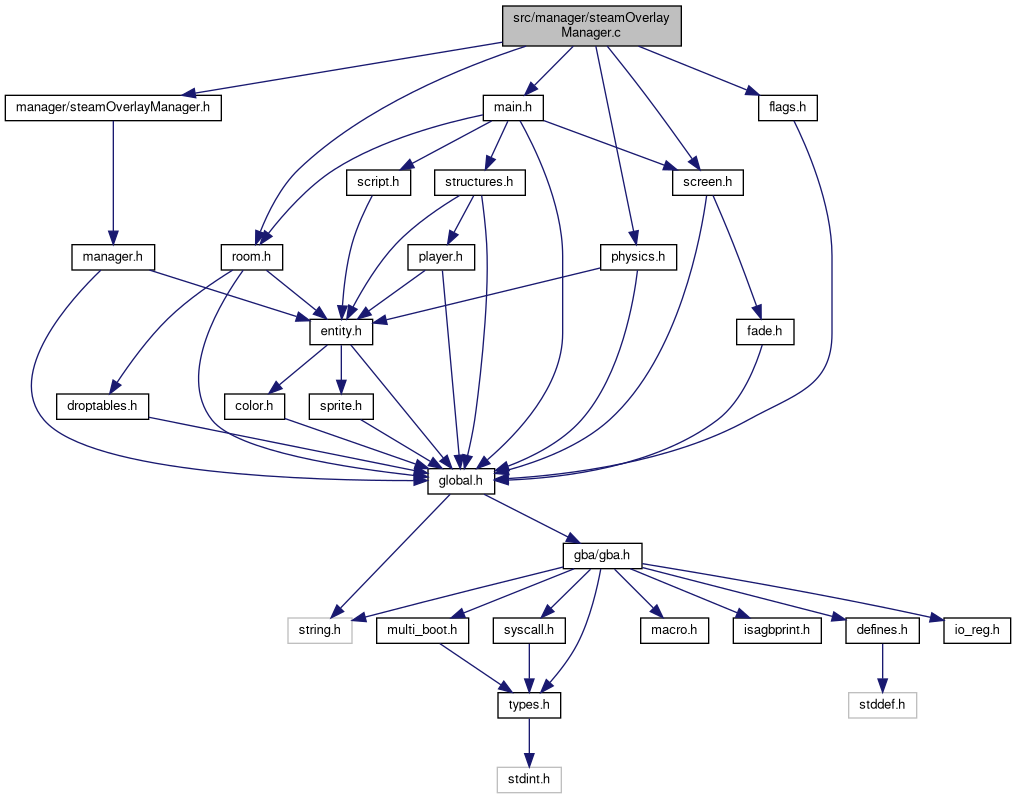 src/manager/steamOverlay
Manager.c
manager/steamOverlayManager.h
main.h
flags.h
script.h
structures.h
screen.h
manager.h
room.h
player.h
physics.h
entity.h
fade.h
droptables.h
color.h
sprite.h
global.h
gba/gba.h
string.h
multi_boot.h
syscall.h
macro.h
isagbprint.h
defines.h
io_reg.h
types.h
stddef.h
stdint.h